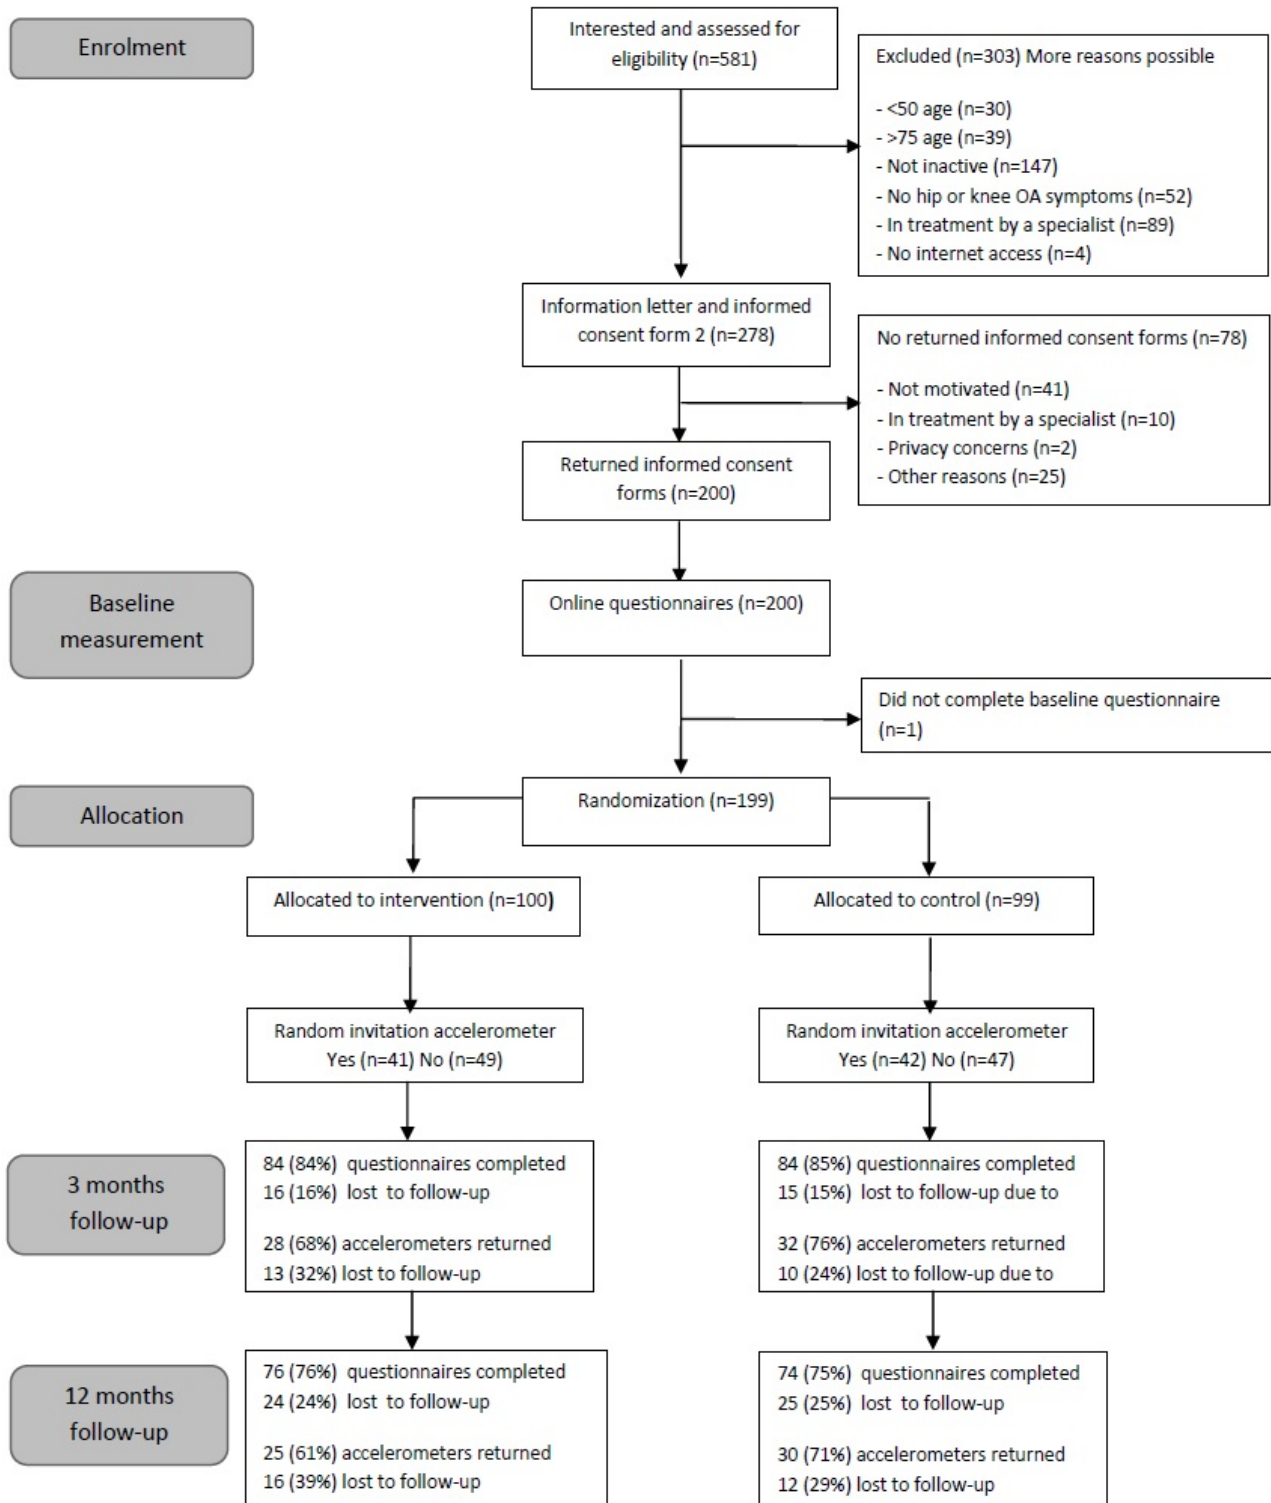 Enrolment
Interested and assessed for
eligibility (n=581)
Excluded (n=303) More reasons possible
- <50 age (n=30)
- >75 age (n=39)
- Not inactive (n=147)
- No hip or knee OA symptoms (n=52)
- In treatment by a specialist (n=89)
- No internet access (n=4)
Information letter and informed
consent form 2 (n=278)
No returned informed consent forms (n=78)
- Not motivated (n=41)
- In treatment by a specialist (n=10)
- Privacy concerns (n=2)
- Other reasons (n=25)
Returned informed consent
forms (n=200)
Baseline
measurement
Online questionnaires (n=200)
Did not complete baseline questionnaire
(n=1)
Allocation
Randomization (n=199)
Allocated to intervention (n=100)
Allocated to control (n=99)
Random invitation accelerometer
Yes (n=41) No (n=49)
Random invitation accelerometer
Yes (n=42) No (n=47)
3 months
follow-up
84 (84%) questionnaires completed
16 (16%) lost to follow-up
28 (68%) accelerometers returned
13 (32%) lost to follow-up
84 (85%) questionnaires completed
15 (15%) lost to follow-up due to
32 (76%) accelerometers returned
10 (24%) lost to follow-up due to
12 months
follow-up
76 (76%) questionnaires completed
24 (24%) lost to follow-up
25 (61%) accelerometers returned
16 (39%) lost to follow-up
74 (75%) questionnaires completed
25 (25%) lost to follow-up
30 (71%) accelerometers returned
12 (29%) lost to follow-up